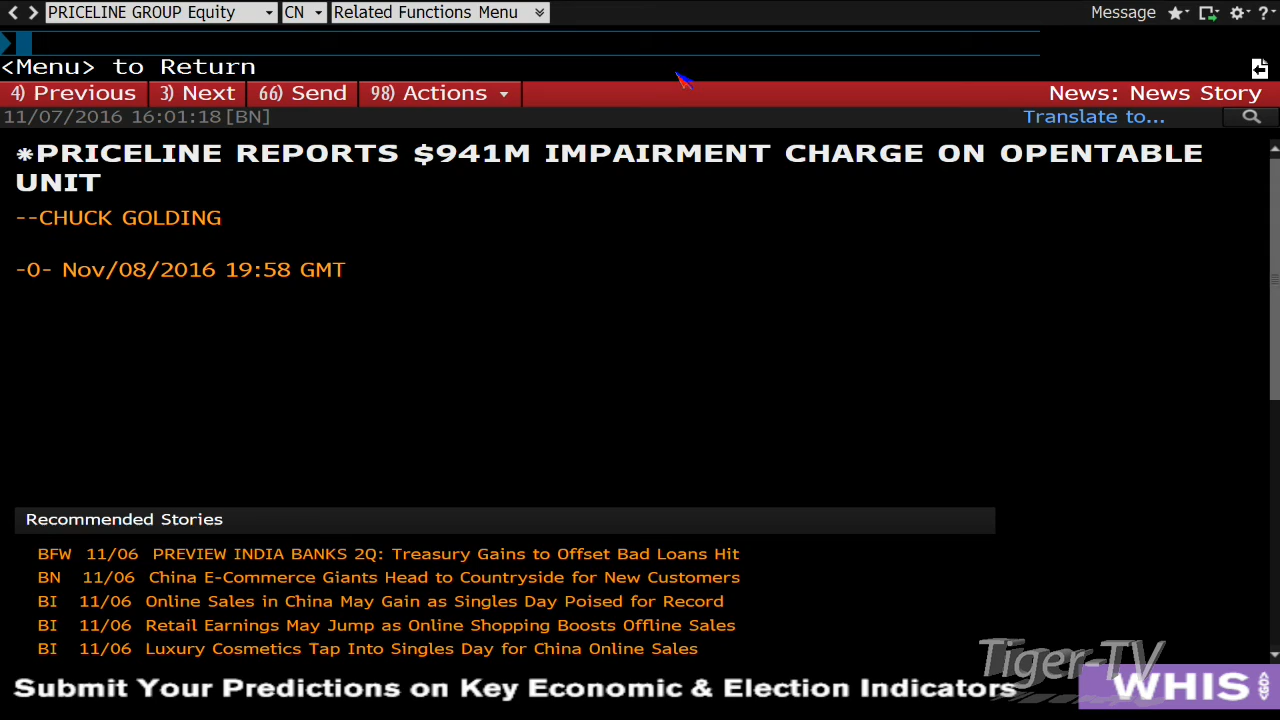 PRICELINE GROUP Equity CN Related Functions Menu Message ?
<Menu> to Return
4) Previous 3) Next 66) Send 98) Actions News: News Story
11/07/2016 16:01:18[BN] Translate to...
*PRICELINE REPORTS $941M IMPAIRMENT CHARGE ON OPENTABLE
UNIT
--CHUCK GOLDING
-0- Nov/08/2016 19:58 GMT
Recommended Stories
BFW 11/06 PREVIEW INDIA BANKS 2Q: Treasury Gains to Offset Bad Loans Hit
BN 11/06 China E-Commerce Giants Head to Countryside for New Customers
BI 11/06 Online Sales in China May Gain as Singles Day Poised for Record
BI 11/06 Retail Earnings May Jump as Online Shopping Boosts Offline Sales
BI 11/06 Luxury Cosmetics Tap Into Singles Day for China Online Sales
Tiger-TV
Submit Your Predictions on Key Economic & Election Indicators WHIS